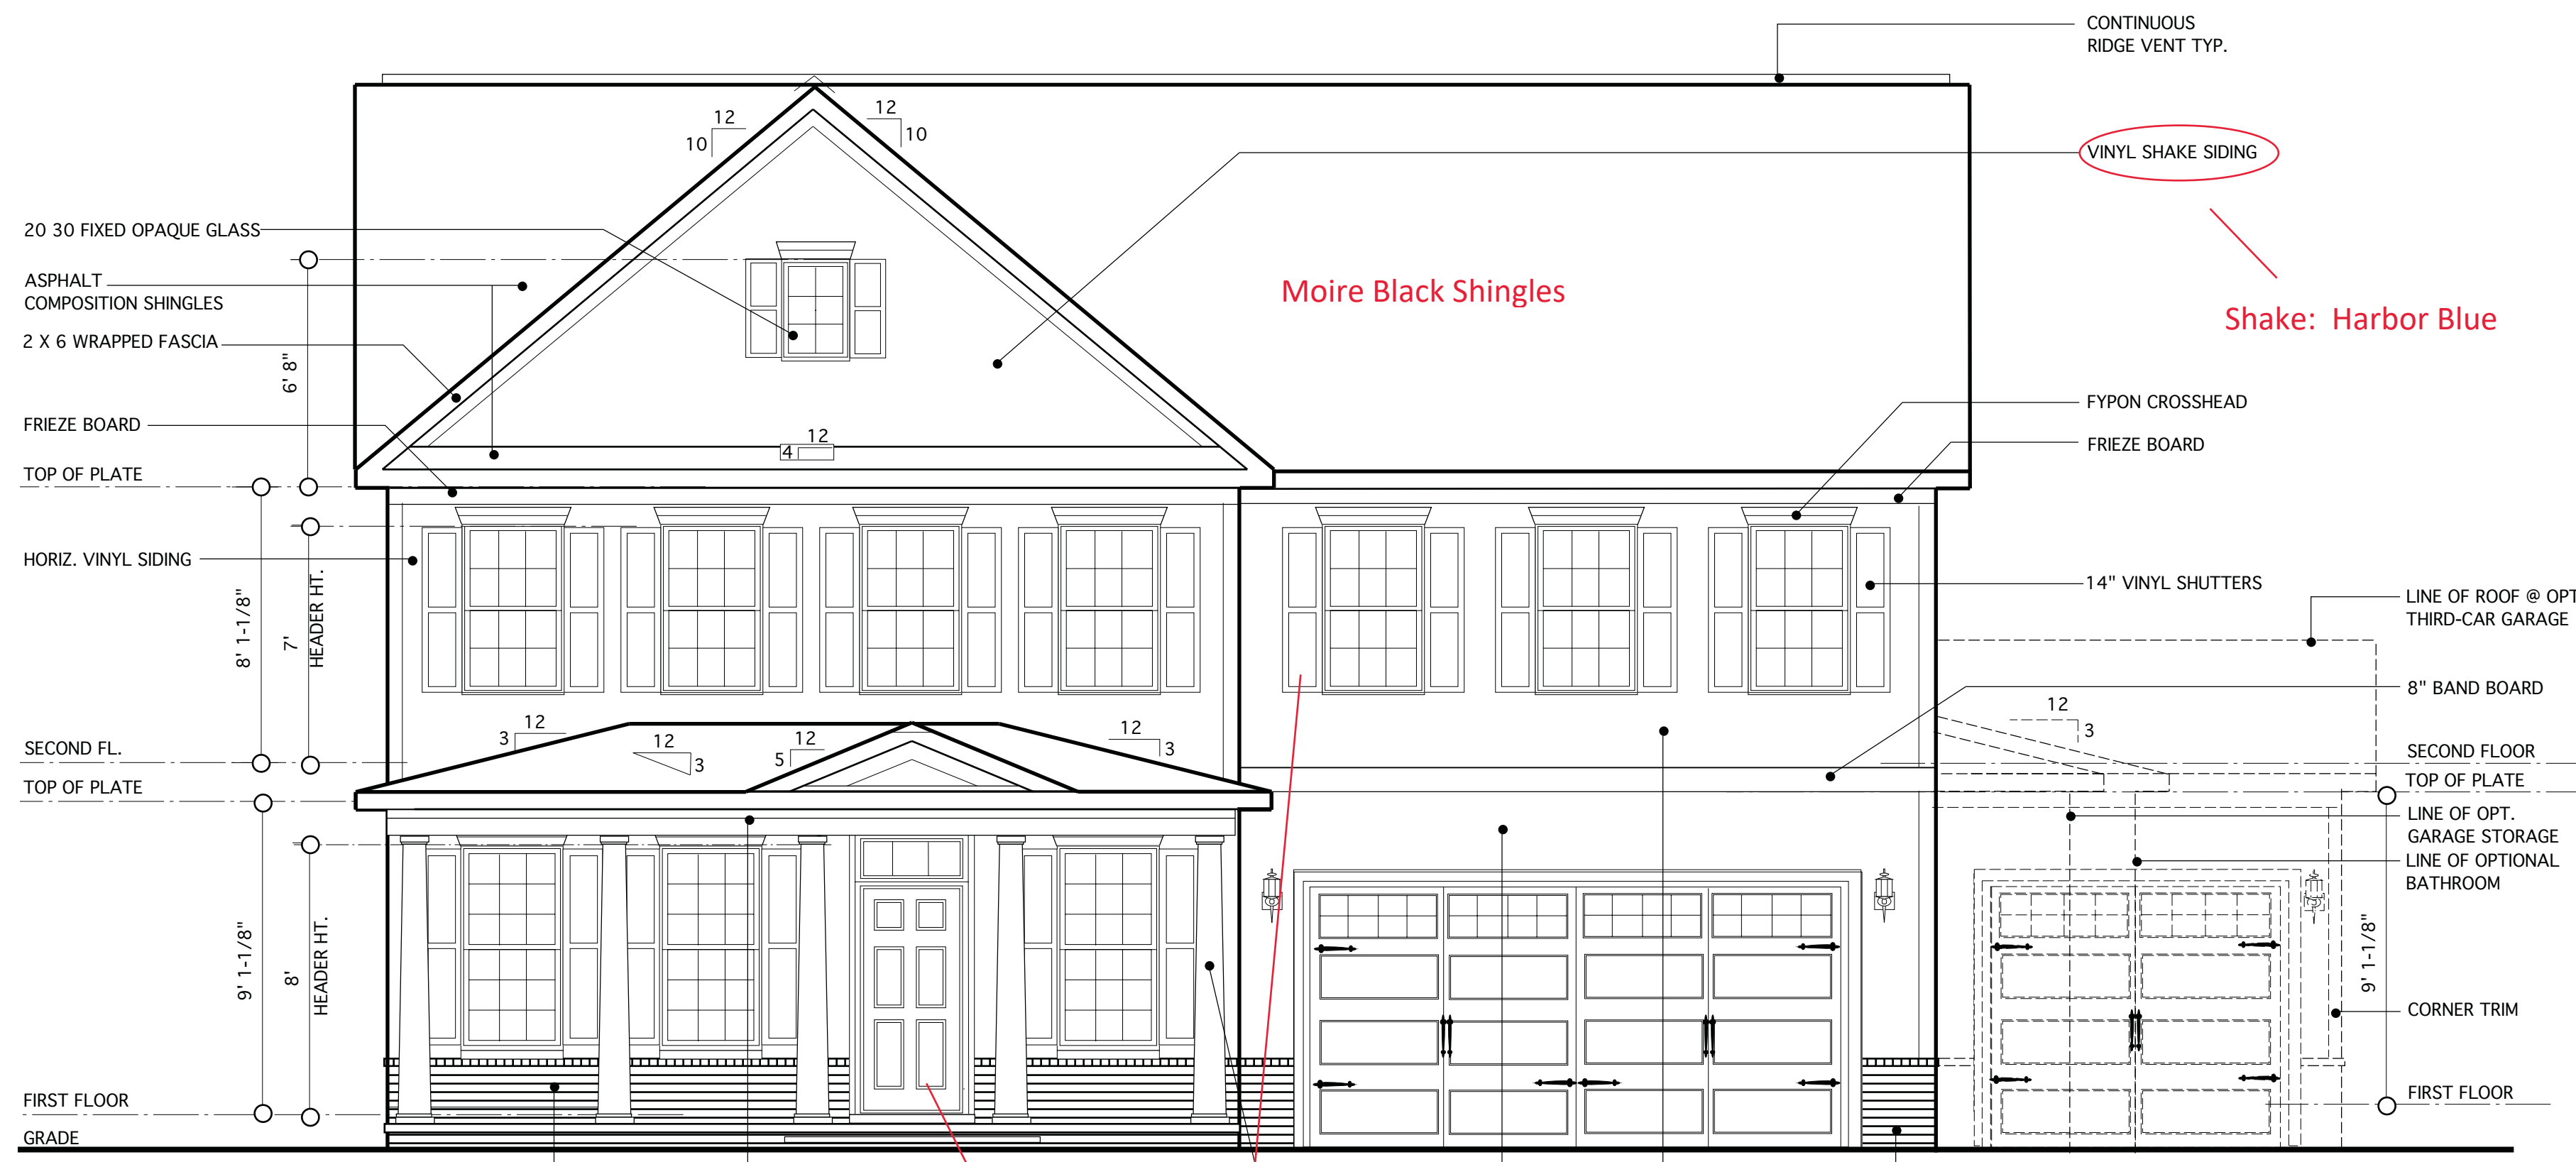 CONTINUOUS
RIDGE VENT TYP.
12
10
12
10
VINYL SHAKE SIDING
20 30 FIXED OPAQUE GLASS
ASPHALT
COMPOSITION SHINGLES
Moire Black Shingles
Shake:  Harbor Blue
2 X 6 WRAPPED FASCIA
6' 8"
FYPON CROSSHEAD
FRIEZE BOARD
12
4
FRIEZE BOARD
TOP OF PLATE
HORIZ. VINYL SIDING
8' 1-1/8"
7'
HEADER HT.
14" VINYL SHUTTERS
LINE OF ROOF @ OPT
THIRD-CAR GARAGE
8" BAND BOARD
12
3
12
3
12
5
12
3
12
3
SECOND FL.
SECOND FLOOR
TOP OF PLATE
TOP OF PLATE
LINE OF OPT.
GARAGE STORAGE
LINE OF OPTIONAL
BATHROOM
9' 1-1/8"
8'
HEADER HT.
9' 1-1/8"
CORNER TRIM
FIRST FLOOR
FIRST FLOOR
GRADE